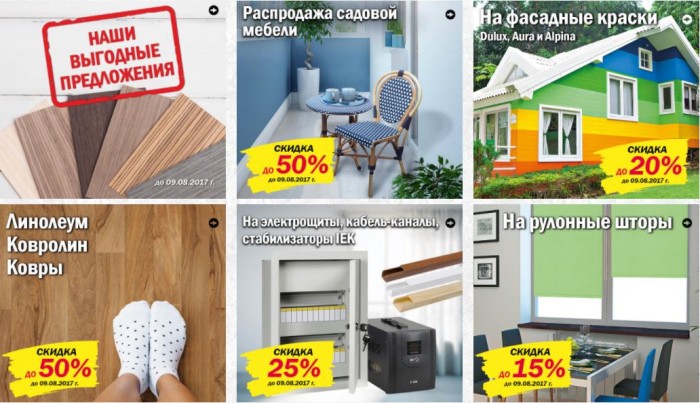 НАШИ
ВЫГОДНЫЕ
ПРЕДЛОЖЕНИЯ
до 09.08.2017 г.
Распродажа садовой
мебели
СКИДКА
ДО 50%
до 09.08.2017 г.
На фасадные краски
Dulux, Aura и Alpina
СКИДКА
ДО 20%
до 09.08.2017 г.
Линолеум
Ковролин
Ковры
СКИДКА
ДО 50%
до 09.08.2017 г.
На электрощиты, кабель-каналы,
стабилизаторы IEK
СКИДКА
25%
до 09.08.2017 г.
На рулонные шторы
СКИДКА
ДО 15%
до 09.08.2017 г.